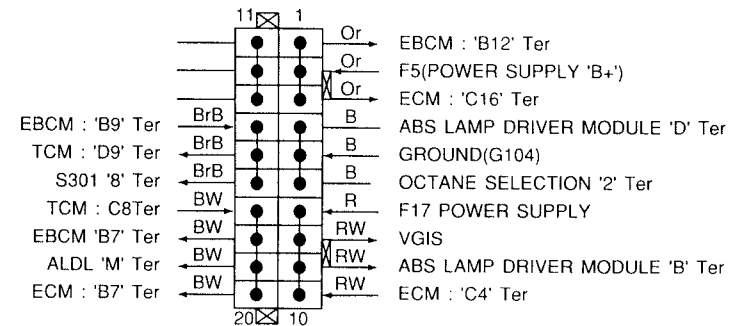 11 1
Or EBCM : 'B12' Ter
Or F5(POWER SUPPLY 'B+')
Or ECM : 'C16' Ter
EBCM : 'B9' Ter BrB B ABS LAMP DRIVER MODULE 'D' Ter
TCM : 'D9' Ter BrB B GROUND(G104)
S301 '8' Ter BrB B OCTANE SELECTION '2' Ter
TCM : C8Ter BW R F17 POWER SUPPLY
EBCM 'B7' Ter BW RW VGIS
ALDL 'M' Ter BW RW ABS LAMP DRIVER MODULE 'B' Ter
ECM : 'B7' Ter BW RW ECM : 'C4' Ter
20 10